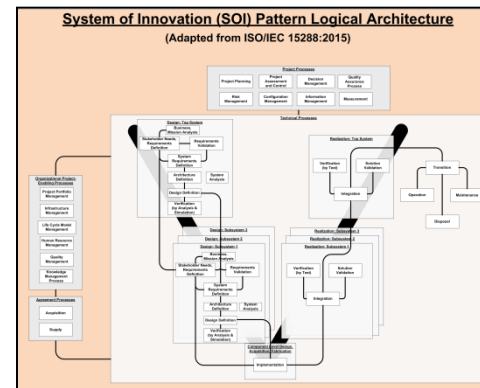 System of Innovation (SOI) Pattern Logical Architecture
(Adapted from ISO/IEC 15288:2015)
Project Processes
Project Planning
Project
Assessment
and Control
Decision
Management
Quality
Assurance
Process
Risk
Management
Configuration
Management
Information
Management
Measurement
Technical Processes
Design: Top System
Business,
Mission Analysis
Stakeholder Needs,
Requirements
Definition
Requirements
Validation
System
Requirements
Definition
Architecture
Definition
System
Analysis
Design Definition
Verification
(by Analysis &
Simulation)
Realization: Top System
Verification
(by Test)
Solution
Validation
Integration
Transition
Operation
Maintenance
Disposal
Organizational Project-
Enabling Processes
Project Portfolio
Management
Infrastructure
Management
Life Cycle Model
Management
Human Resource
Management
Quality
Management
Knowledge
Management
Process
Agreement Processes
Acquisition
Supply
Design: Subsystem 3
Design: Subsystem 2
Design: Subsystem 1
Business,
Mission Analysis
Stakeholder Needs,
Requirements
Definition
Requirements
Validation
System
Requirements
Definition
Architecture
Definition
System
Analysis
Design Definition
Verification
(by Analysis &
Simulation)
Realization: Subsystem 3
Realization: Subsystem 2
Realization: Subsystem 1
Verification
(by Test)
Solution
Validation
Integration
Component Level Design,
Acquisition, Fabrication
Implementation